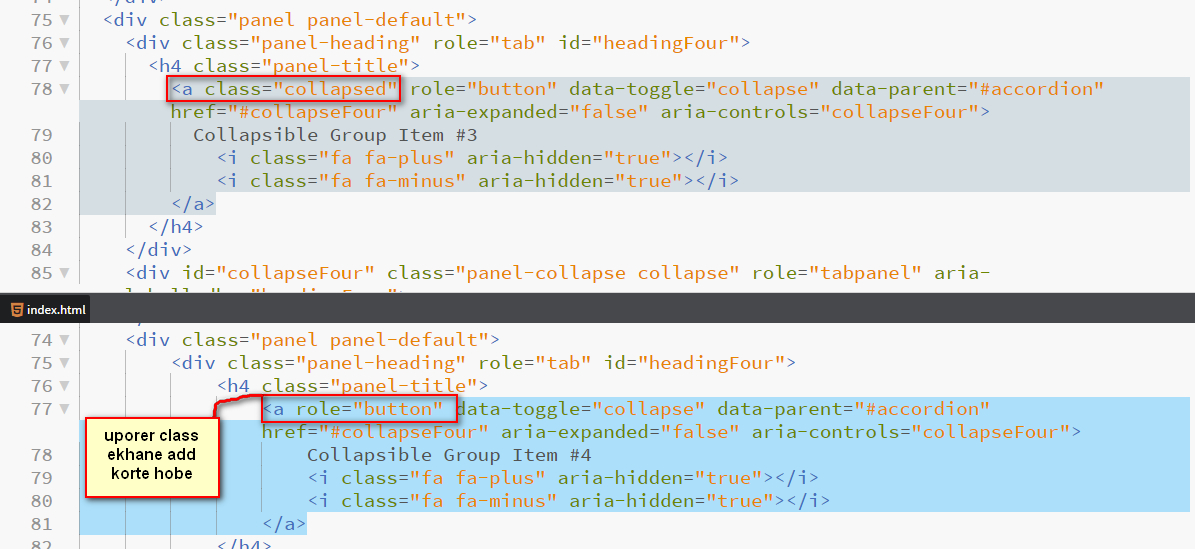 75 <div class="panel panel-default">
76 <div class="panel-heading" role="tab" id="headingFour">
77 <h4 class="panel-title">
78 <a class="collapsed" role="button" data-toggle="collapse" data-parent="#accordion"
href="#collapseFour" aria-expanded="false" aria-controls="collapseFour">
79 Collapsible Group Item #3
80 <i class="fa fa-plus" aria-hidden="true"></i>
81 <i class="fa fa-minus" aria-hidden="true"></i>
82 </a>
83 </h4>
84 </div>
85 <div id="collapseFour" class="panel-collapse collapse" role="tabpanel" aria-
index.html
74 <div class="panel panel-default">
75 <div class="panel-heading" role="tab" id="headingFour">
76 <h4 class="panel-title">
77 <a role="button" data-toggle="collapse" data-parent="#accordion"
href="#collapseFour" aria-expanded="false" aria-controls="collapseFour">
78 Collapsible Group Item #4
79 <i class="fa fa-plus" aria-hidden="true"></i>
80 <i class="fa fa-minus" aria-hidden="true"></i>
81 </a>
82 </h4>
uporer class
ekhane add
korte hobe